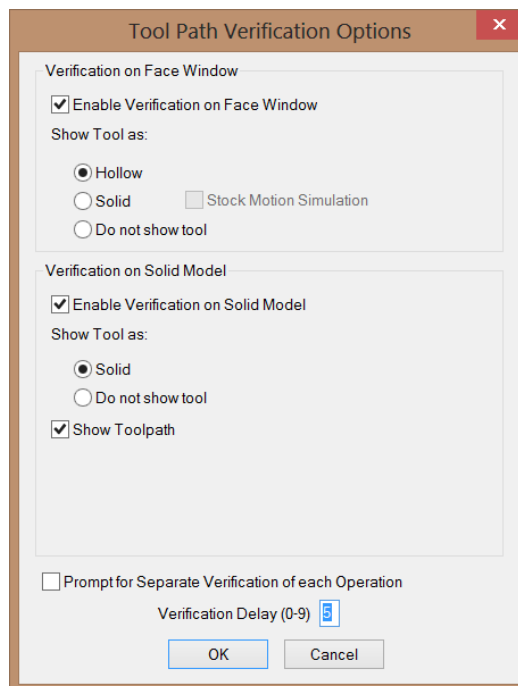 Tool Path Verification Options
Verification on Face Window
Enable Verification on Face Window
Show Tool as:
Hollow
Solid
Stock Motion Simulation
Do not show tool
Verification on Solid Model
Enable Verification on Solid Model
Show Tool as:
Solid
Do not show tool
Show Toolpath
Prompt for Separate Verification of each Operation
Verification Delay (0-9) 5
OK
Cancel